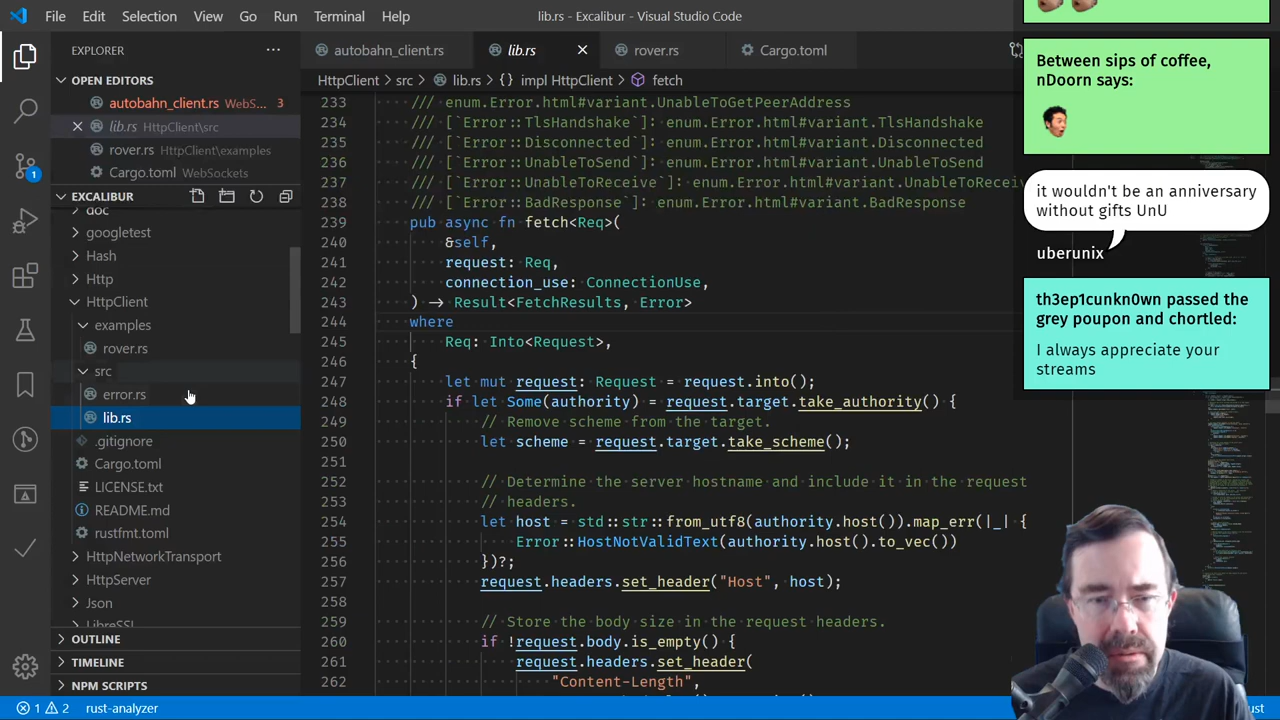 File Edit Selection View Go Run Terminal Help
lib.rs - Excalibur - Visual Studio Code
EXPLORER
OPEN EDITORS
autobahn_client.rs WebS... 3
lib.rs HttpClient\src
rover.rs HttpClient\examples
Cargo.toml WebSockets
EXCALIBUR
doc
googletest
Hash
Http
HttpClient
examples
rover.rs
src
error.rs
lib.rs
.gitignore
Cargo.toml
LICENSE.txt
README.md
rustfmt.toml
HttpNetworkTransport
HttpServer
Json
LibreSSL
OUTLINE
TIMELINE
NPM SCRIPTS
1
autobahn_client.rs lib.rs rover.rs Cargo.toml
HttpClient > src > lib.rs > {} impl HttpClient > fetch
233 /// enum.Error.html#variant.UnableToGetPeerAddress
234 /// [`Error::TlsHandshake`]: enum.Error.html#variant.TlsHandshake
235 /// [`Error::Disconnected`]: enum.Error.html#variant.Disconnected
236 /// [`Error::UnableToSend`]: enum.Error.html#variant.UnableToSend
237 /// [`Error::UnableToReceive`]: enum.Error.html#variant.UnableToReceive
238 /// [`Error::BadResponse`]: enum.Error.html#variant.BadResponse
239 pub async fn fetch<Req>(
240 &self,
241 request: Req,
242 connection_use: ConnectionUse,
243 ) -> Result<FetchResults, Error>
244 where
245 Req: Into<Request>,
246 {
247 let mut request: Request = request.into();
248 if let Some(authority) = request.target.take_authority() {
249 // Remove scheme from the target.
250 let scheme = request.target.take_scheme();
251
252 // Determine the server hostname and include it in the request
253 // heaers.
254 let host = std::str::from_utf8(authority.host()).map_err(|_| {
255 Error::HostNotValidText(authority.host().to_vec())
256 })?;
257 request.headers.set_header("Host", host);
258
259 // Store the body size in the request headers.
260 if !request.body.is_empty() {
261 request.headers.set_header(
262 "Content-Length",
Between sips of coffee,
nDoorn says:
it wouldn't be an anniversary
without gifts UnU
uberunix
th3ep1cunkn0wn passed the
grey poupon and chortled:
I always appreciate your
streams
1 2 rust-analyzer